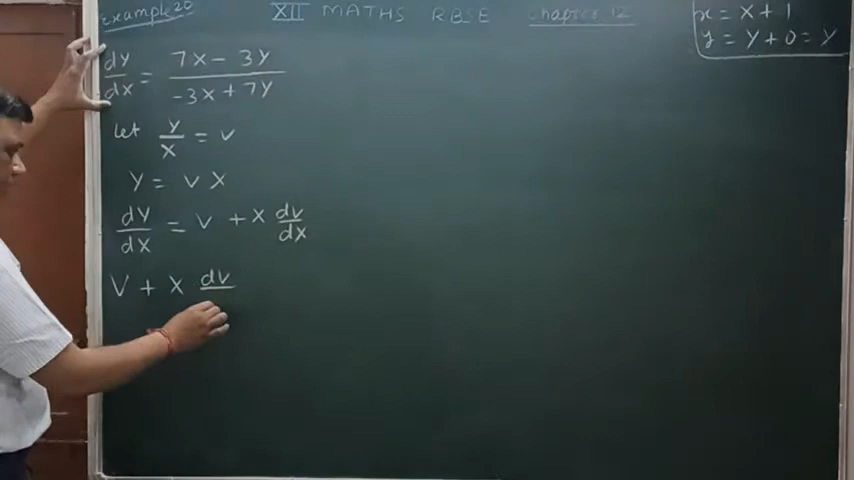 Example 20 XII MATHS RBSE chapter 12
x = X + 1
y = Y + 0 = Y
dY/dX = 7X - 3Y / -3X + 7Y
Let Y/X = v
Y = v X
dY/dX = v + X dv/dX
V + X dv